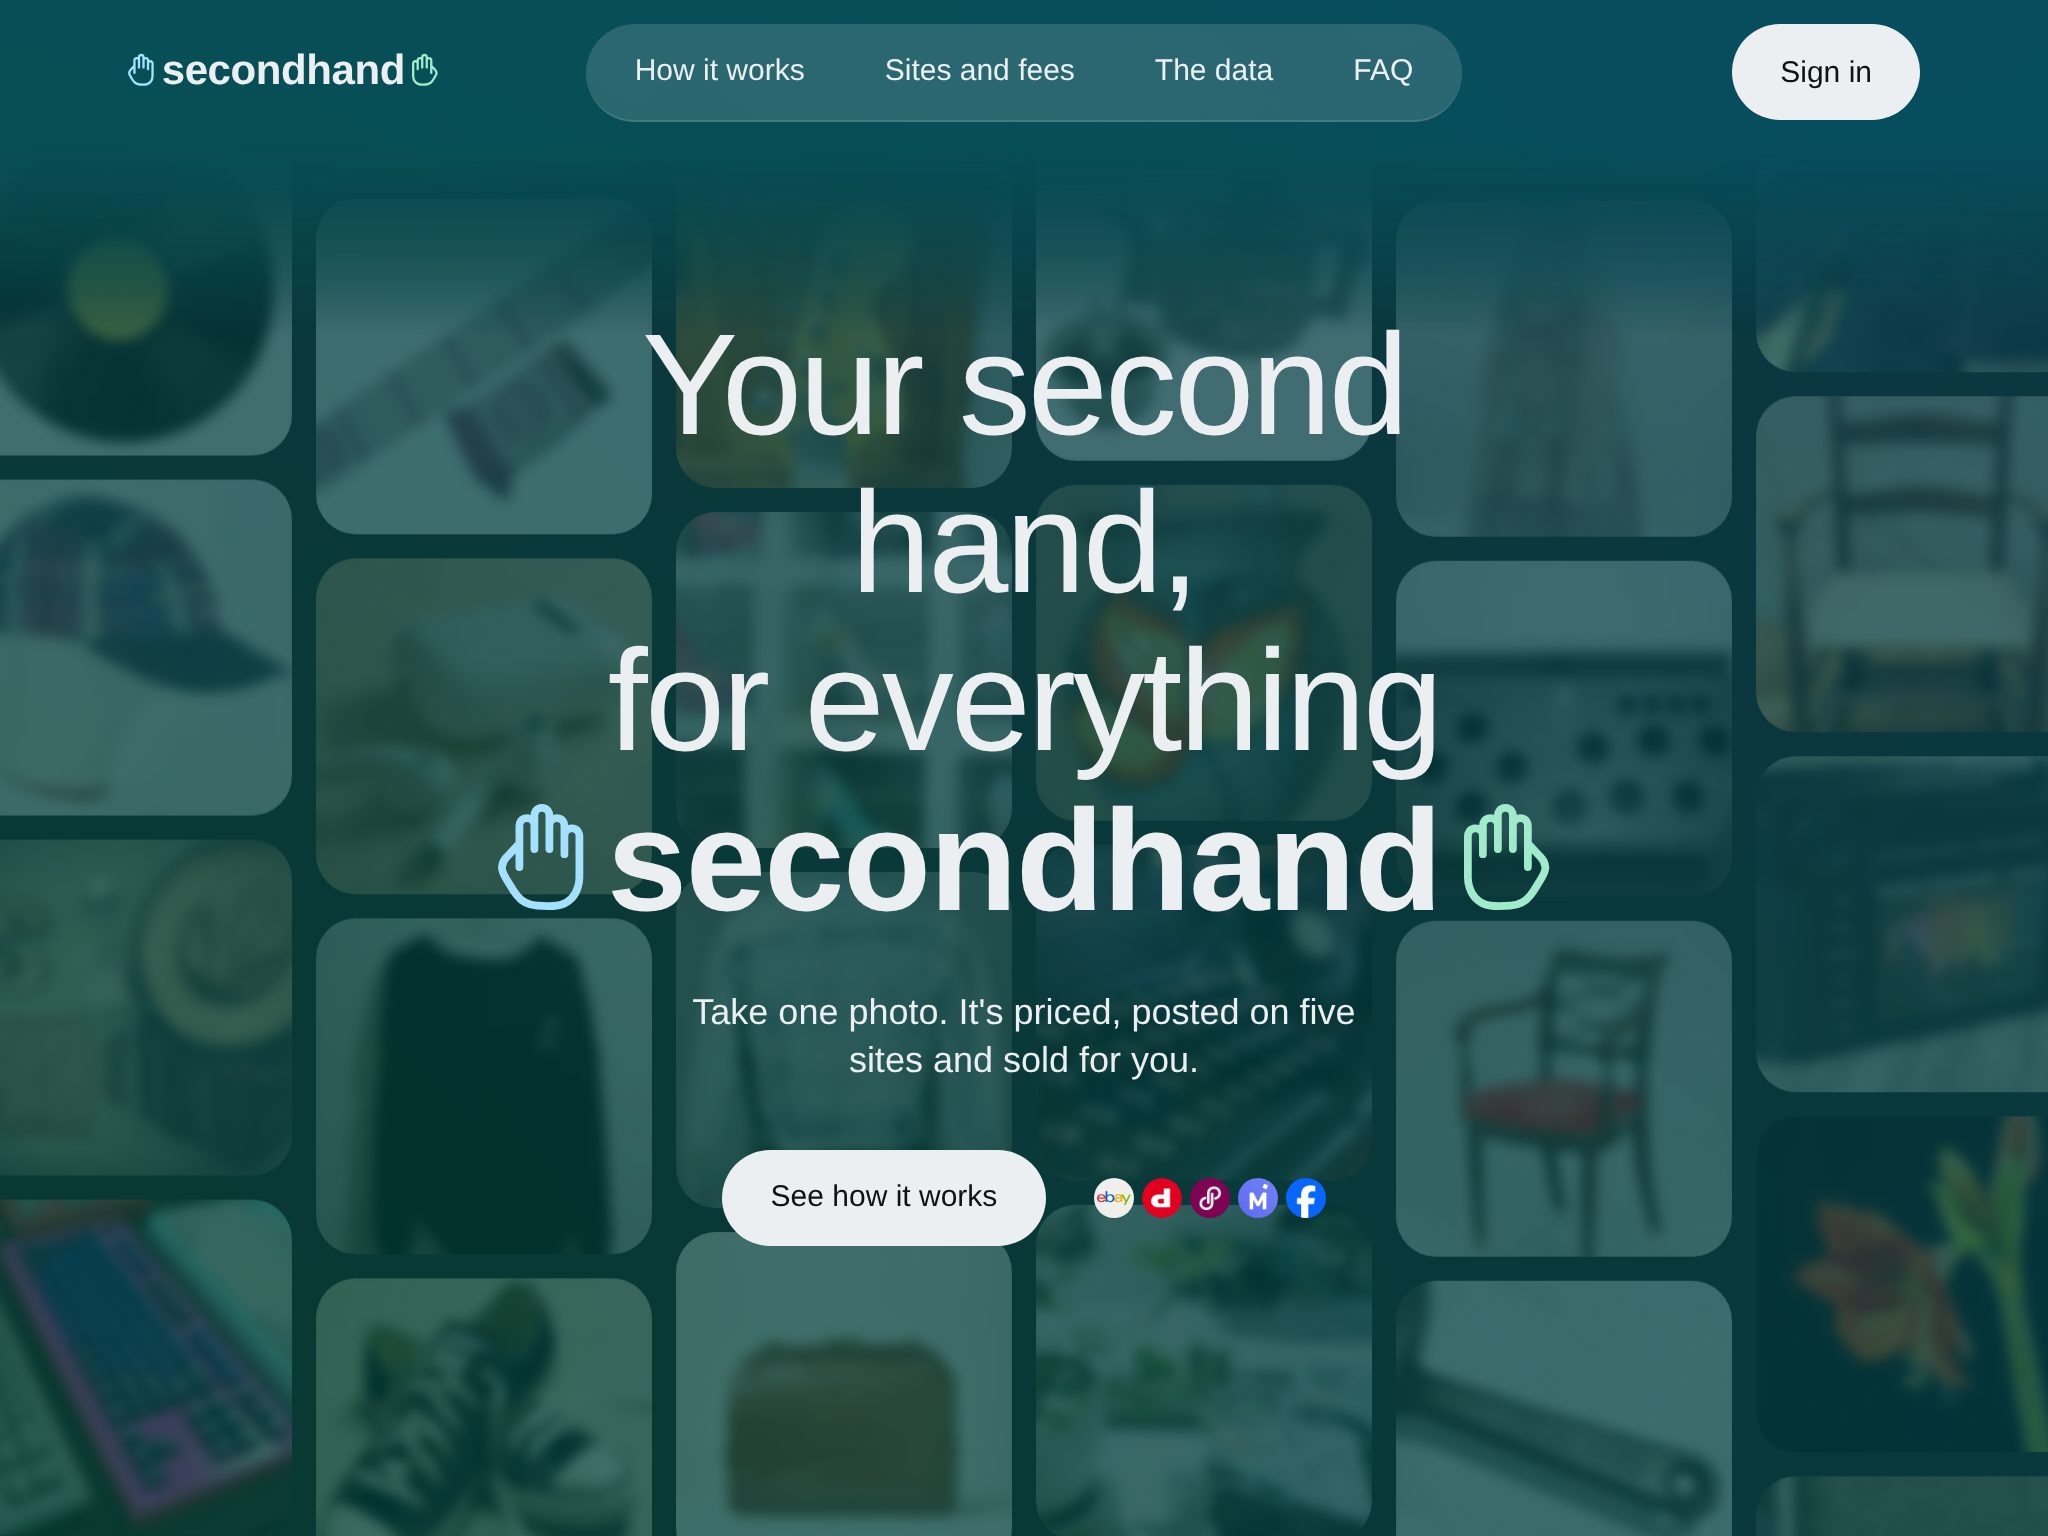 secondhand
How it works
Sites and fees
The data
FAQ
Sign in
Your second
hand,
for everything
secondhand
Take one photo. It's priced, posted on five
sites and sold for you.
See how it works
ebay